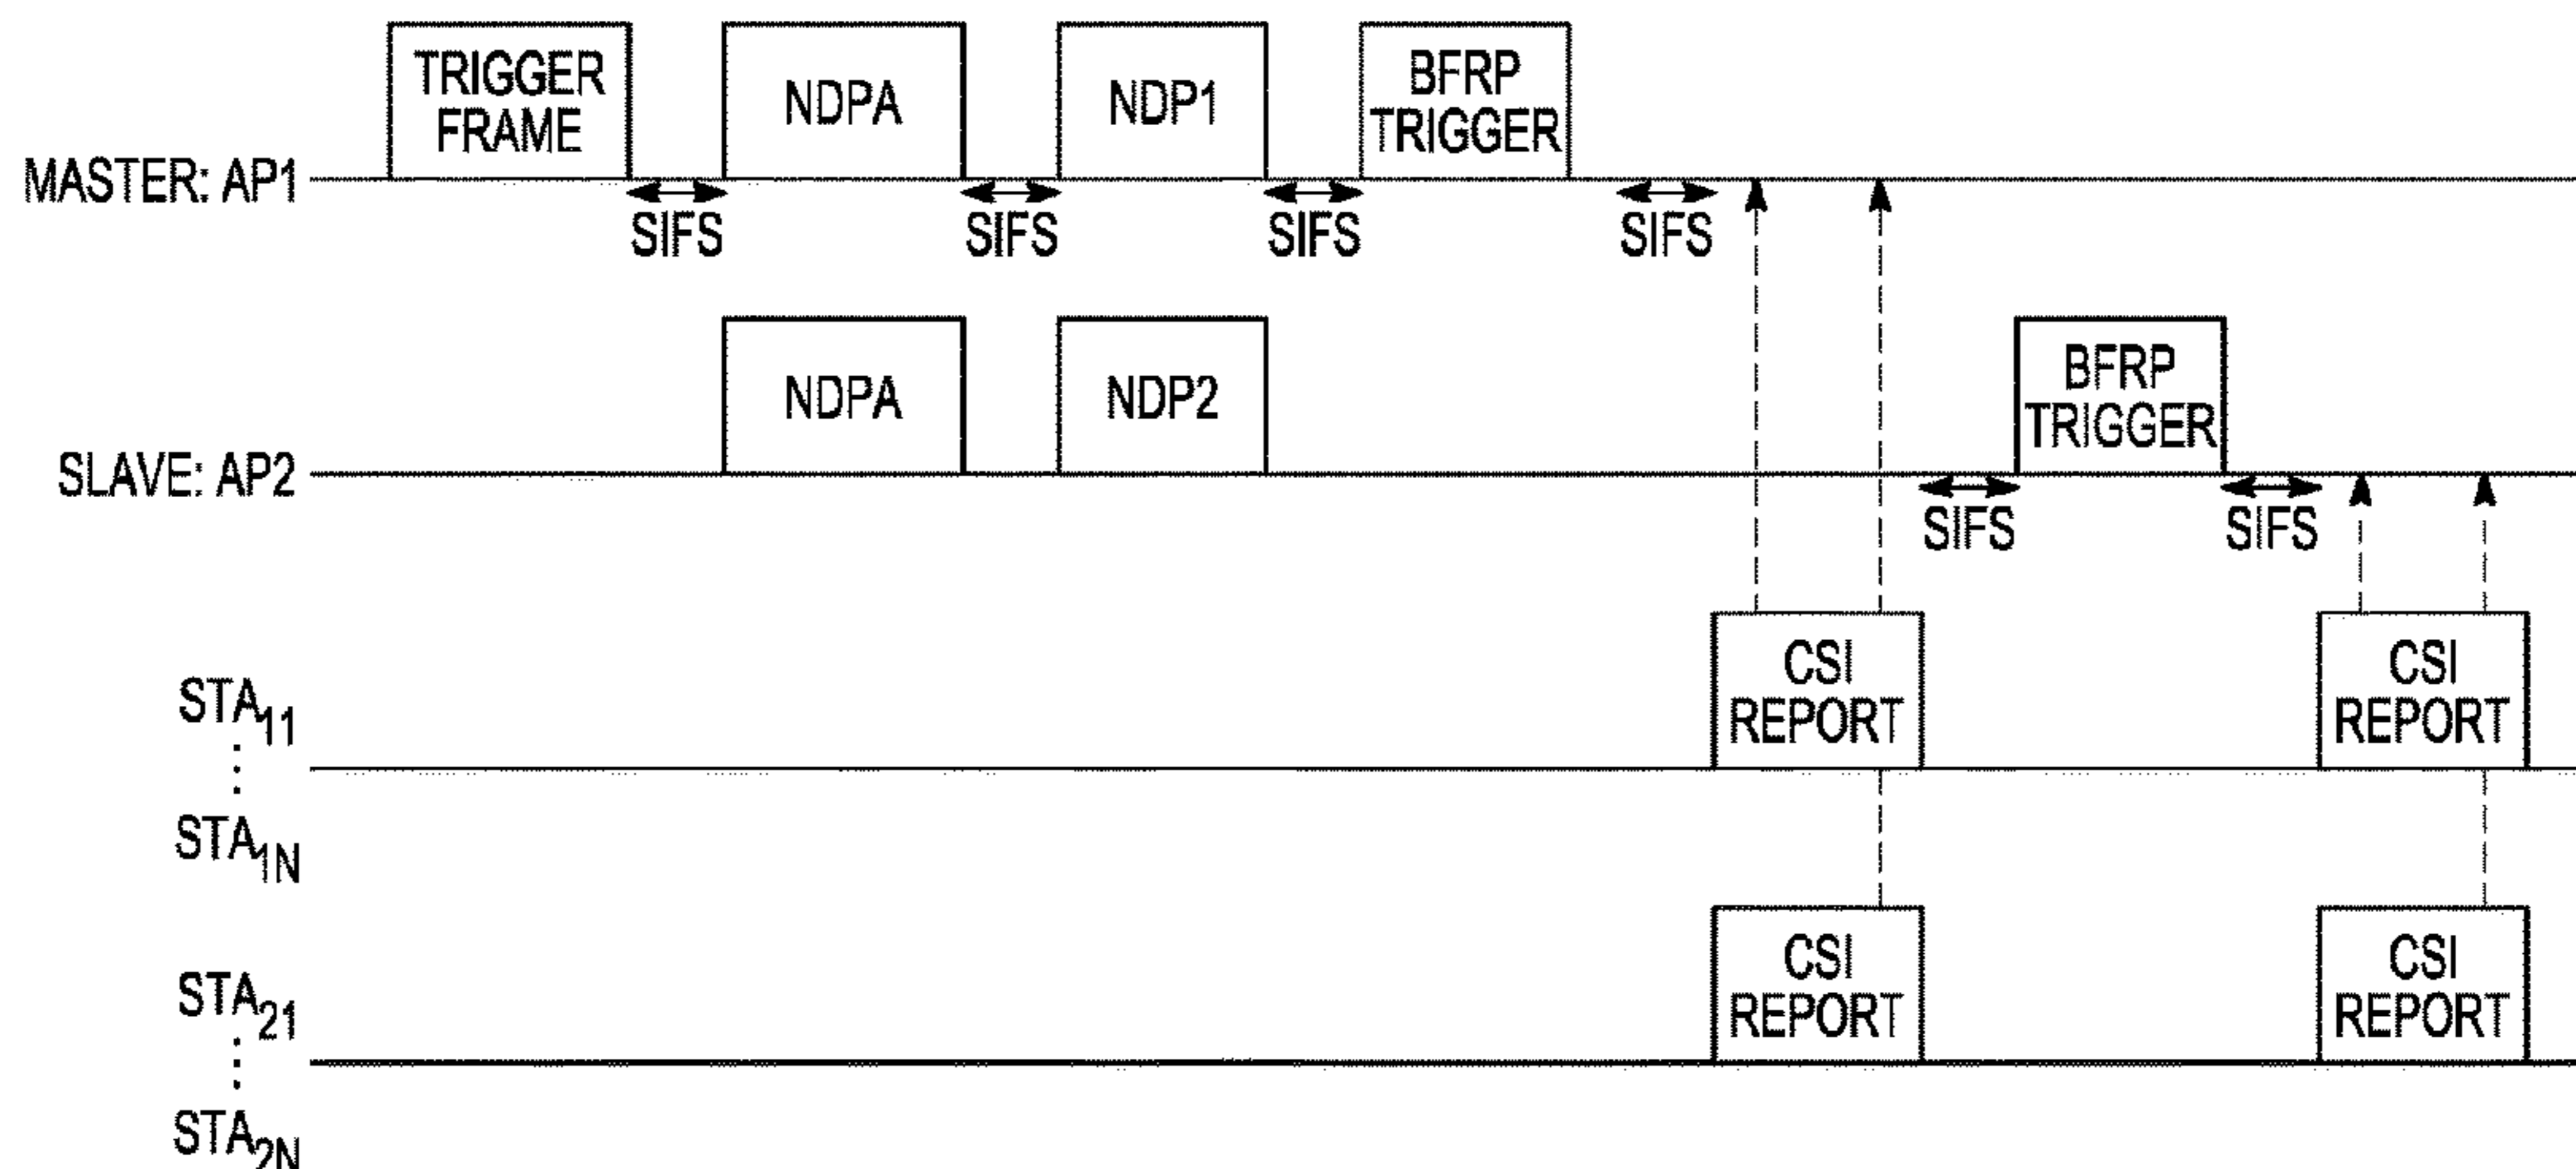 TRIGGER
FRAME
NDPA
NDP1
BFRP
TRIGGER
MASTER: AP1
SIFS
SIFS
SIFS
SIFS
NDPA
NDP2
BFRP
TRIGGER
SLAVE: AP2
SIFS
SIFS
CSI
REPORT
CSI
REPORT
STA11
⋮
STA1N
CSI
REPORT
CSI
REPORT
STA21
⋮
STA2N